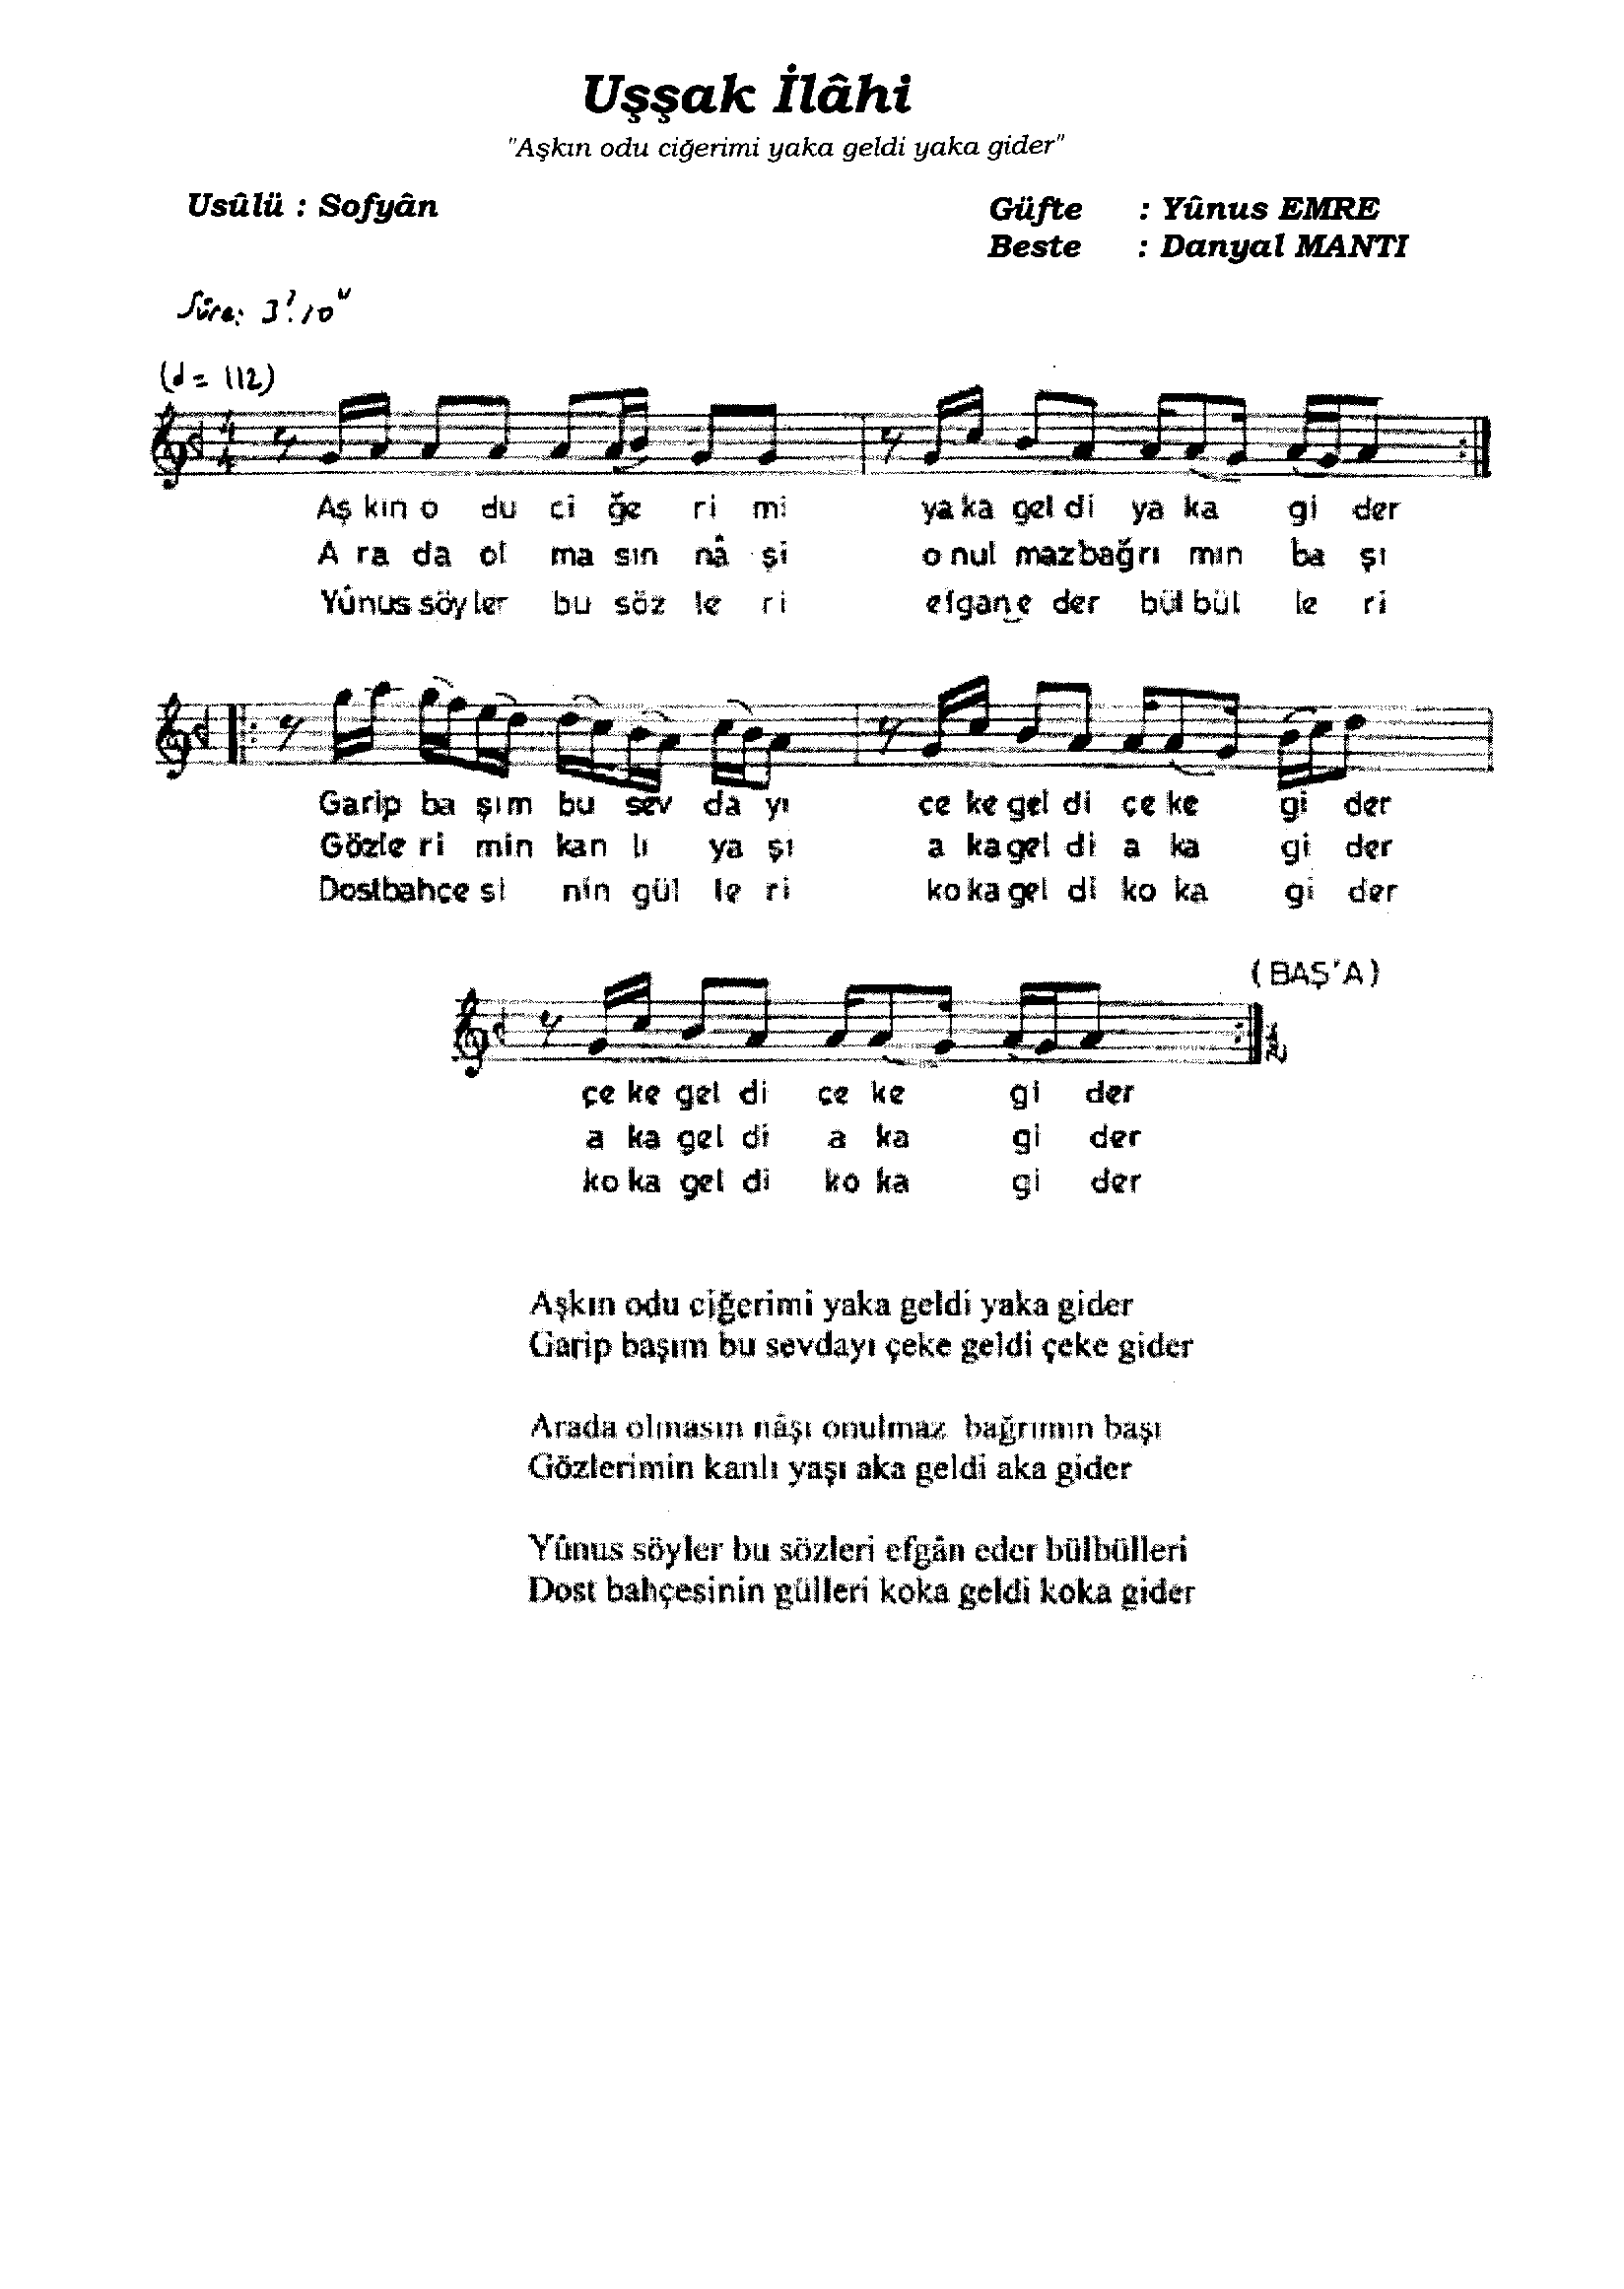 Uşşak İlâhi
"Aşkın odu ciğerimi yaka geldi yaka gider"
Usûlü : Sofyân
Güfte : Yûnus EMRE
Beste : Danyal MANTI
Süre: 3'.10"
(♩= 112)
Aş kın o du ci ğe ri mi ya ka gel di ya ka gi der
A ra da ol ma sın nâ şi o nul maz bağrı mın ba şı
Yûnus söy ler bu söz le ri efgan e der bül bül le ri
Garip ba şım bu sev da yı çe ke gel di çe ke gi der
Gözle ri min kan lı ya şı a ka gel di a ka gi der
Dost bahçe si nin gül le ri ko ka gel di ko ka gi der
(BAŞ'A)
çe ke gel di çe ke gi der
a ka gel di a ka gi der
ko ka gel di ko ka gi der
Aşkın odu ciğerimi yaka geldi yaka gider
Garip başım bu sevdayı çeke geldi çeke gider
Arada olmasın nâşı onulmaz bağrımın başı
Gözlerimin kanlı yaşı aka geldi aka gider
Yûnus söyler bu sözleri efgân eder bülbülleri
Dost bahçesinin gülleri koka geldi koka gider